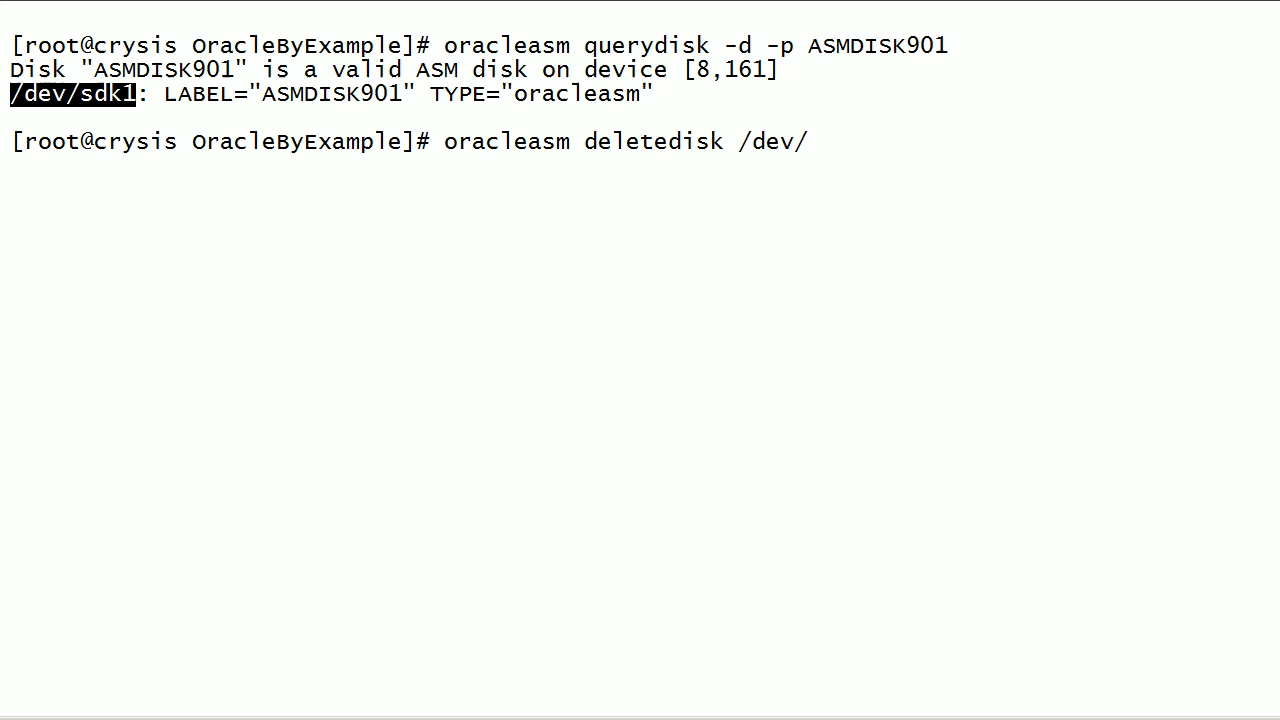 [root@crysis OracleByExample]# oracleasm querydisk -d -p ASMDISK901
Disk "ASMDISK901" is a valid ASM disk on device [8,161]
/dev/sdk1: LABEL="ASMDISK901" TYPE="oracleasm"
[root@crysis OracleByExample]# oracleasm deletedisk /dev/